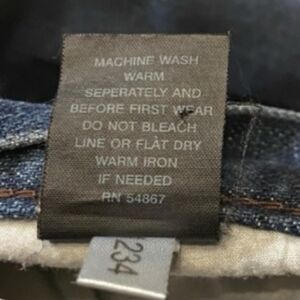 MACHINE WASH
WARM
SEPERATELY AND
BEFORE FIRST WEAR
DO NOT BLEACH
LINE OR FLAT DRY
WARM IRON
IF NEEDED
RN 54867
234